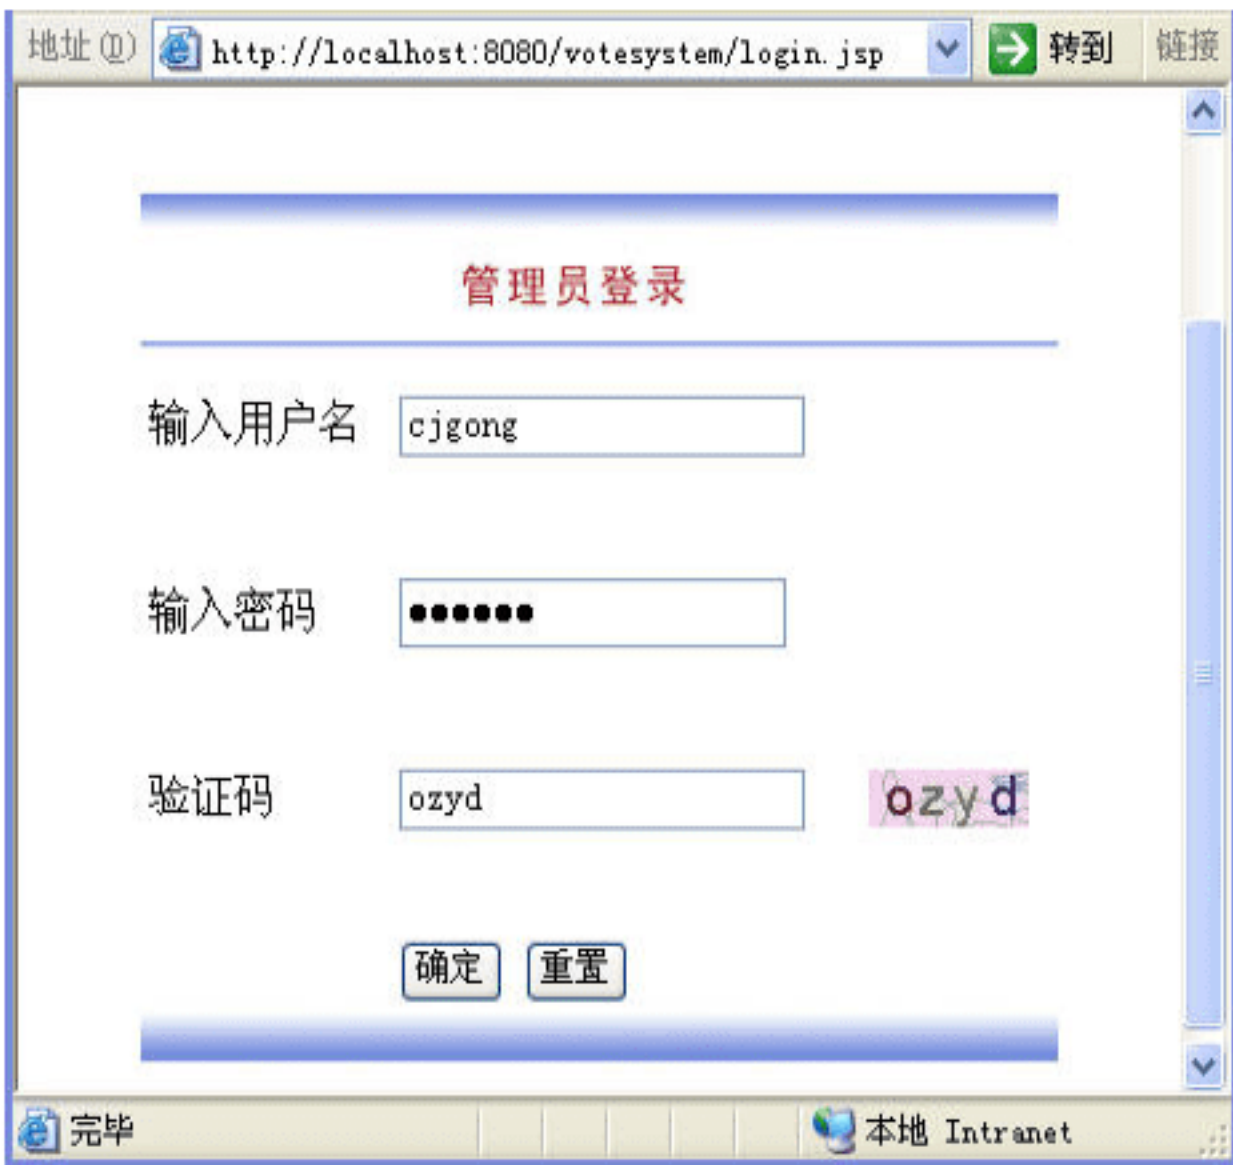 地址(D) http://localhost:8080/votesystem/login.jsp 转到 链接
管理员登录
输入用户名 cjgong
输入密码 ●●●●●●
验证码 ozyd ozyd
确定 重置
完毕 本地 Intranet